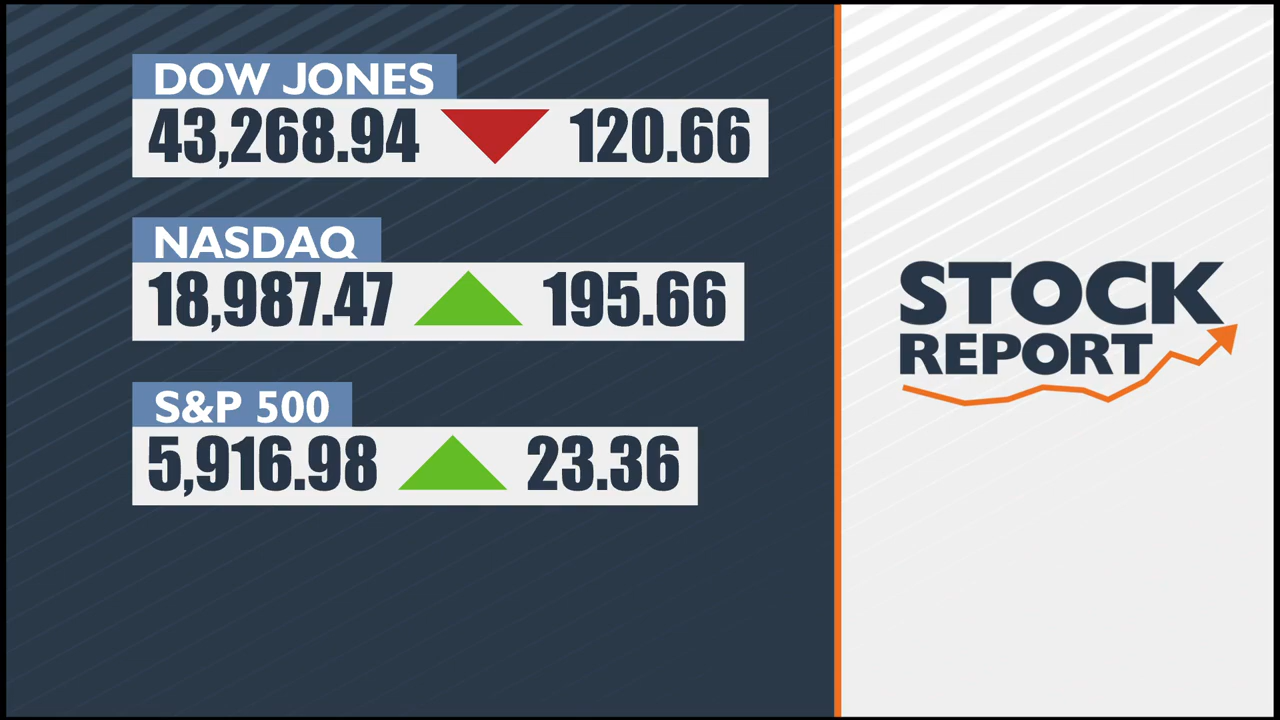 DOW JONES
43,268.94 120.66
NASDAQ
18,987.47 195.66
S&P 500
5,916.98 23.36
STOCK
REPORT